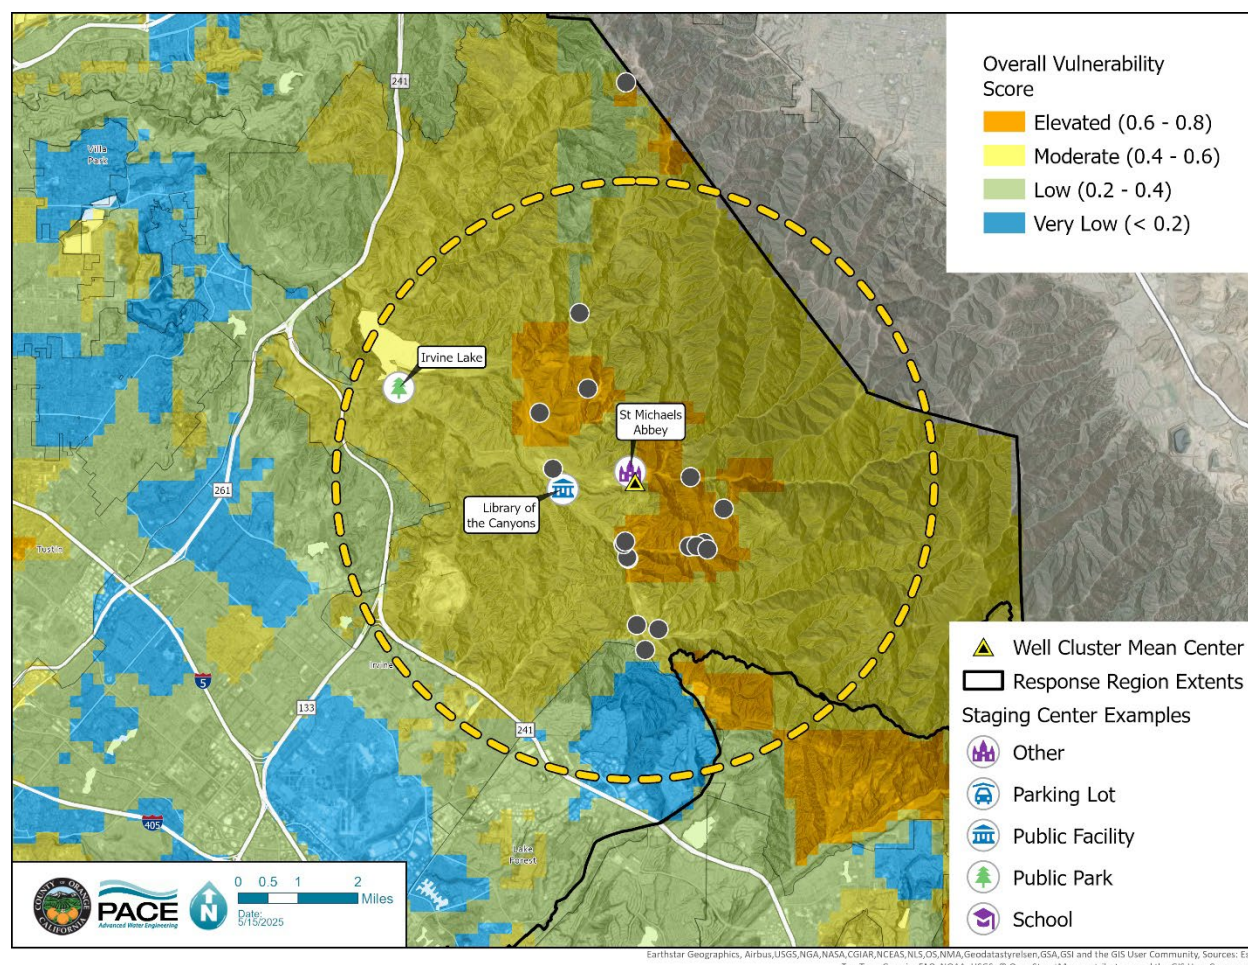 241
Villa
Park
Overall Vulnerability
Score
Elevated (0.6 - 0.8)
Moderate (0.4 - 0.6)
Low (0.2 - 0.4)
Very Low (< 0.2)
Irvine Lake
St Michaels
Abbey
Library of
the Canyons
261
Tustin
Irvine
5
133
241
405
Lake
Forest
Well Cluster Mean Center
Response Region Extents
Staging Center Examples
Other
Parking Lot
Public Facility
Public Park
School
COUNTY OF ORANGE
CALIFORNIA
PACE
Advanced Water Engineering
N
0 0.5 1 2
Miles
Date:
5/15/2025
Earthstar Geographics, Airbus,USGS,NGA,NASA,CGIAR,NCEAS,NLS,OS,NMA,Geodatastyrelsen,GSA,GSI and the GIS User Community, Sources: Es